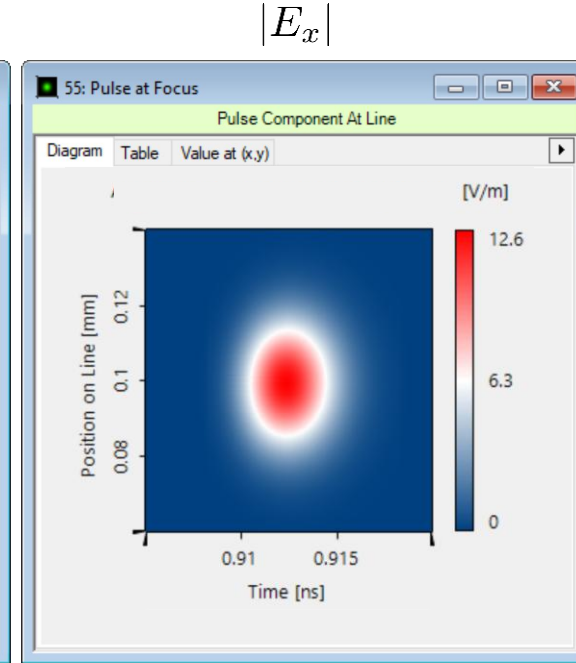 |Eₓ|
55: Pulse at Focus
Pulse Component At Line
Diagram Table Value at (x,y)
[V/m]
12.6
6.3
0
Position on Line [mm]
0.12
0.1
0.08
0.91 0.915
Time [ns]